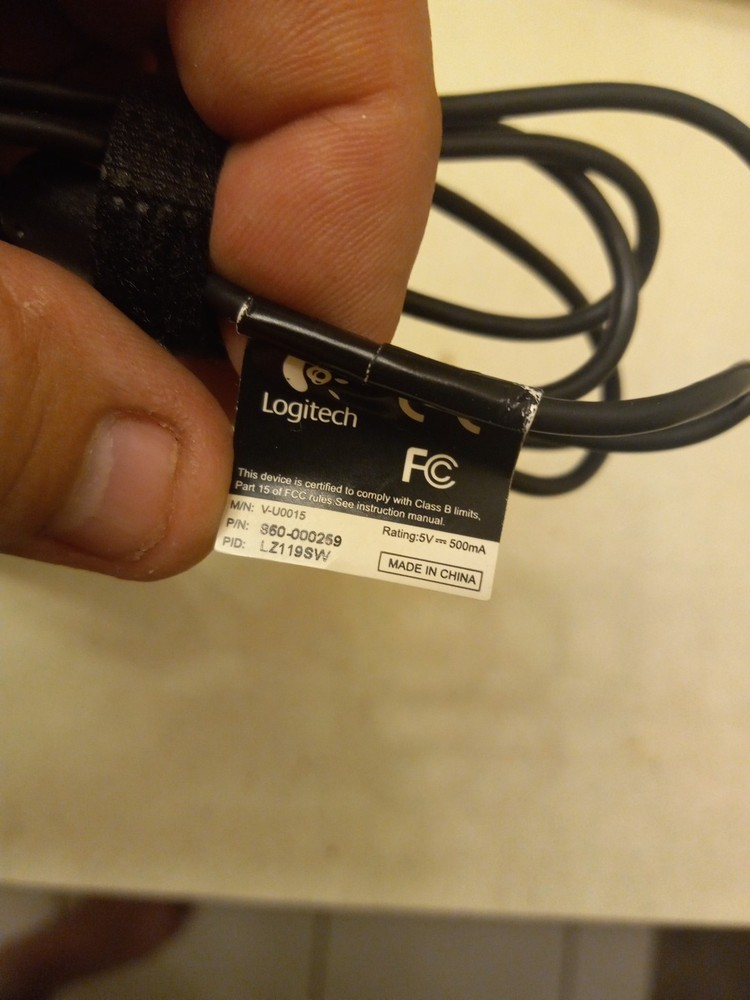 Logitech
FC
This device is certified to comply with Class B limits,
Part 15 of FCC rules.See instruction manual.
M/N: V-U0015
Rating:5V⎓500mA
P/N: 860-000259
PID: LZ119SW
MADE IN CHINA